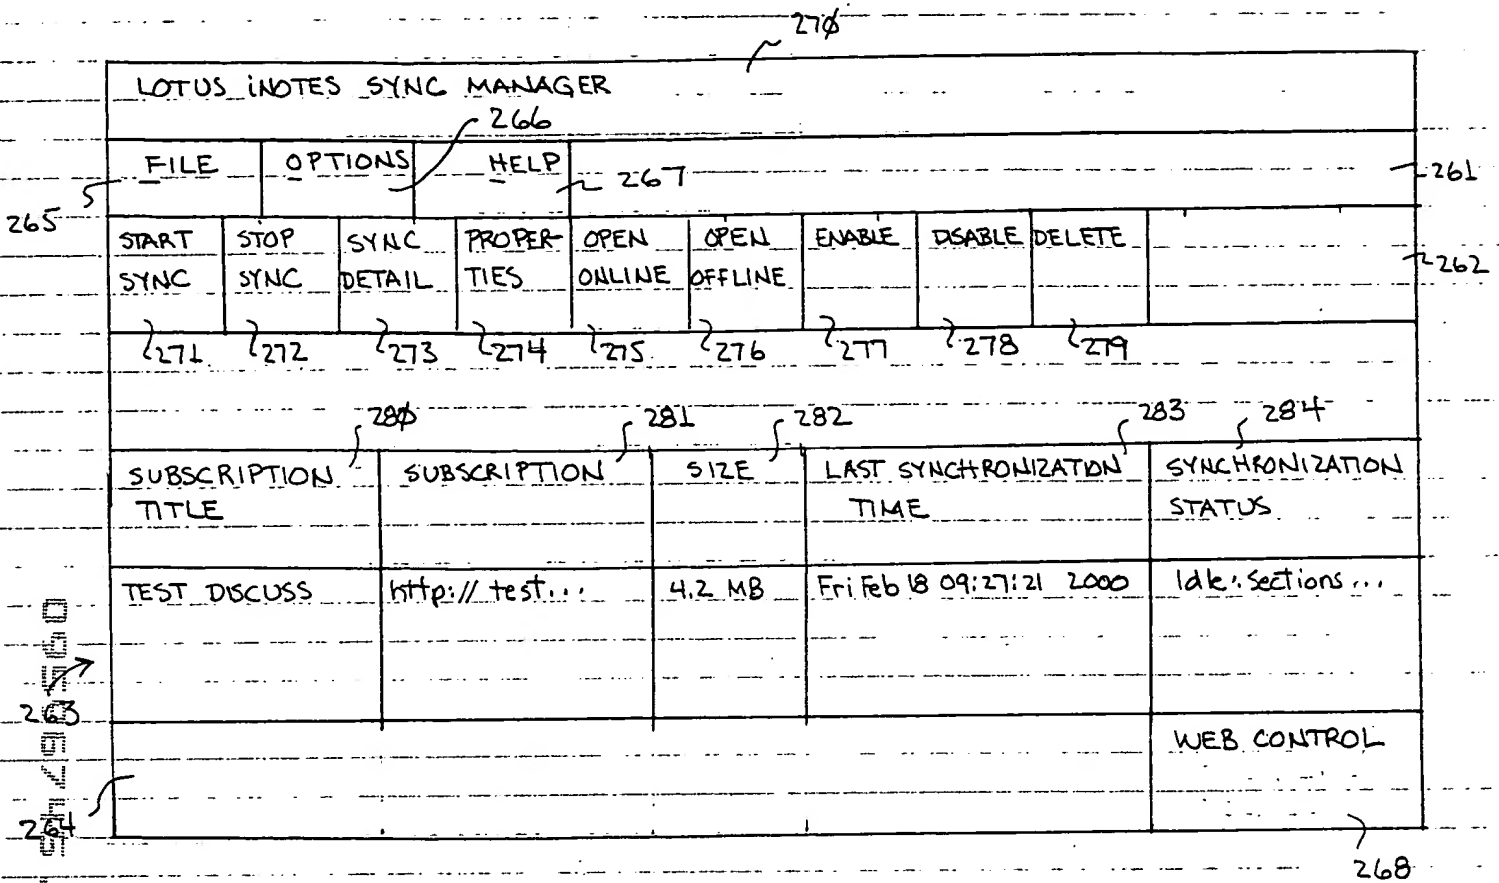 270
LOTUS iNOTES SYNC MANAGER
266
FILE OPTIONS HELP 267 261
265
START STOP SYNC PROPER- OPEN OPEN ENABLE DISABLE DELETE
SYNC SYNC DETAIL TIES ONLINE OFFLINE 262
271 272 273 274 275 276 277 278 279
280 281 282 283 284
SUBSCRIPTION SUBSCRIPTION SIZE LAST SYNCHRONIZATION SYNCHRONIZATION
TITLE TIME STATUS
TEST DISCUSS http://test... 4.2 MB Fri Feb 18 09:27:21 2000 Idle: Sections...
263
WEB CONTROL
264
268